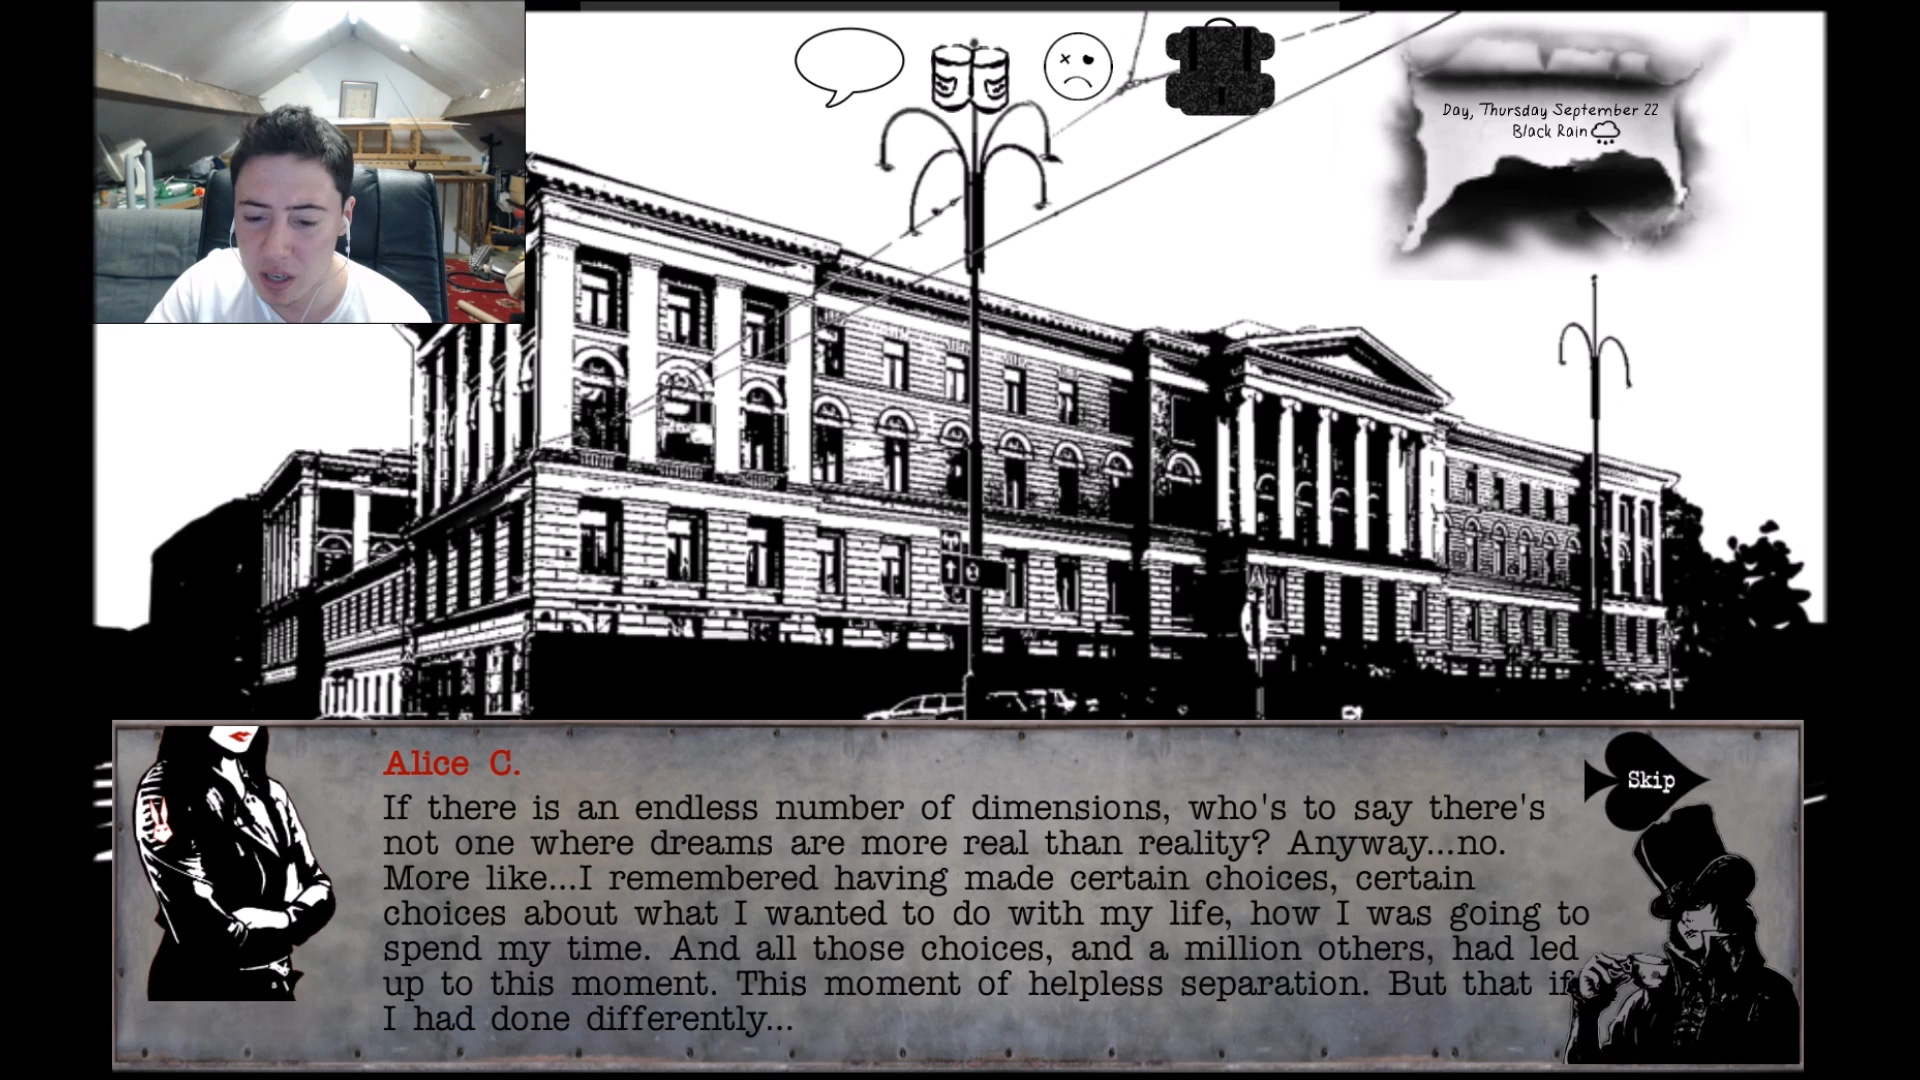 Day, Thursday September 22
Black Rain
Alice C.
Skip
If there is an endless number of dimensions, who's to say there's
not one where dreams are more real than reality? Anyway...no.
More like...I remembered having made certain choices, certain
choices about what I wanted to do with my life, how I was going to
spend my time. And all those choices, and a million others, had led
up to this moment. This moment of helpless separation. But that if
I had done differently...